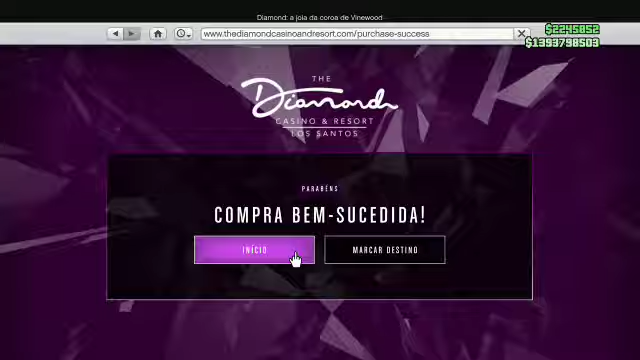 Diamond: a joia da coroa de Vinewood
www.thediamondcasinoandresort.com/purchase-success
$2245052
$1393798503
THE
Diamond
CASINO & RESORT
LOS SANTOS
PARABÉNS
COMPRA BEM-SUCEDIDA!
INÍCIO
MARCAR DESTINO